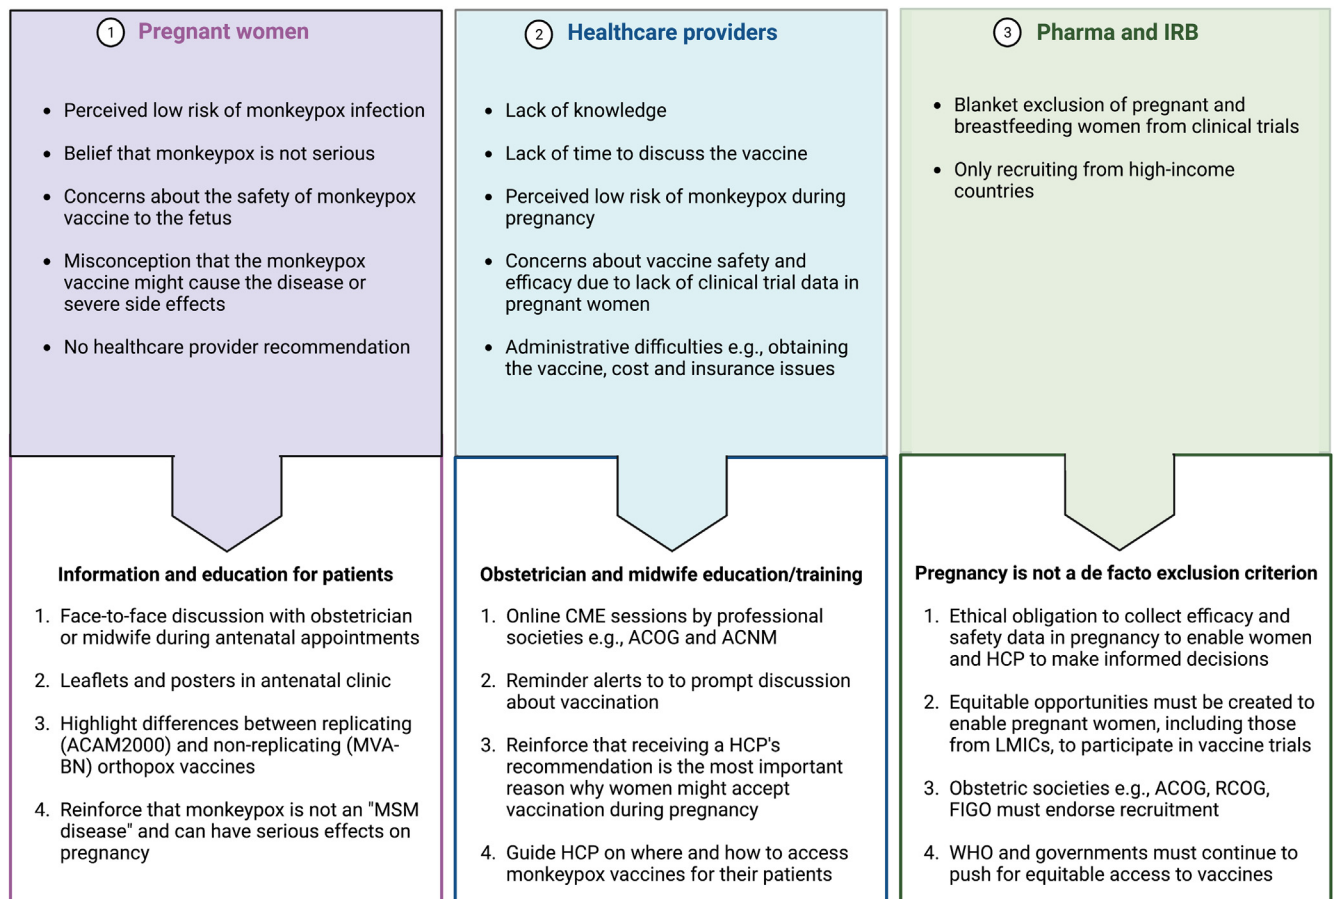 1 Pregnant women
• Perceived low risk of monkeypox infection
• Belief that monkeypox is not serious
• Concerns about the safety of monkeypox
vaccine to the fetus
• Misconception that the monkeypox
vaccine might cause the disease or
severe side effects
• No healthcare provider recommendation
Information and education for patients
1. Face-to-face discussion with obstetrician
or midwife during antenatal appointments
2. Leaflets and posters in antenatal clinic
3. Highlight differences between replicating
(ACAM2000) and non-replicating (MVA-
BN) orthopox vaccines
4. Reinforce that monkeypox is not an "MSM
disease" and can have serious effects on
pregnancy
2 Healthcare providers
• Lack of knowledge
• Lack of time to discuss the vaccine
• Perceived low risk of monkeypox during
pregnancy
• Concerns about vaccine safety and
efficacy due to lack of clinical trial data in
pregnant women
• Administrative difficulties e.g., obtaining
the vaccine, cost and insurance issues
Obstetrician and midwife education/training
1. Online CME sessions by professional
societies e.g., ACOG and ACNM
2. Reminder alerts to to prompt discussion
about vaccination
3. Reinforce that receiving a HCP's
recommendation is the most important
reason why women might accept
vaccination during pregnancy
4. Guide HCP on where and how to access
monkeypox vaccines for their patients
3 Pharma and IRB
• Blanket exclusion of pregnant and
breastfeeding women from clinical trials
• Only recruiting from high-income
countries
Pregnancy is not a de facto exclusion criterion
1. Ethical obligation to collect efficacy and
safety data in pregnancy to enable women
and HCP to make informed decisions
2. Equitable opportunities must be created to
enable pregnant women, including those
from LMICs, to participate in vaccine trials
3. Obstetric societies e.g., ACOG, RCOG,
FIGO must endorse recruitment
4. WHO and governments must continue to
push for equitable access to vaccines